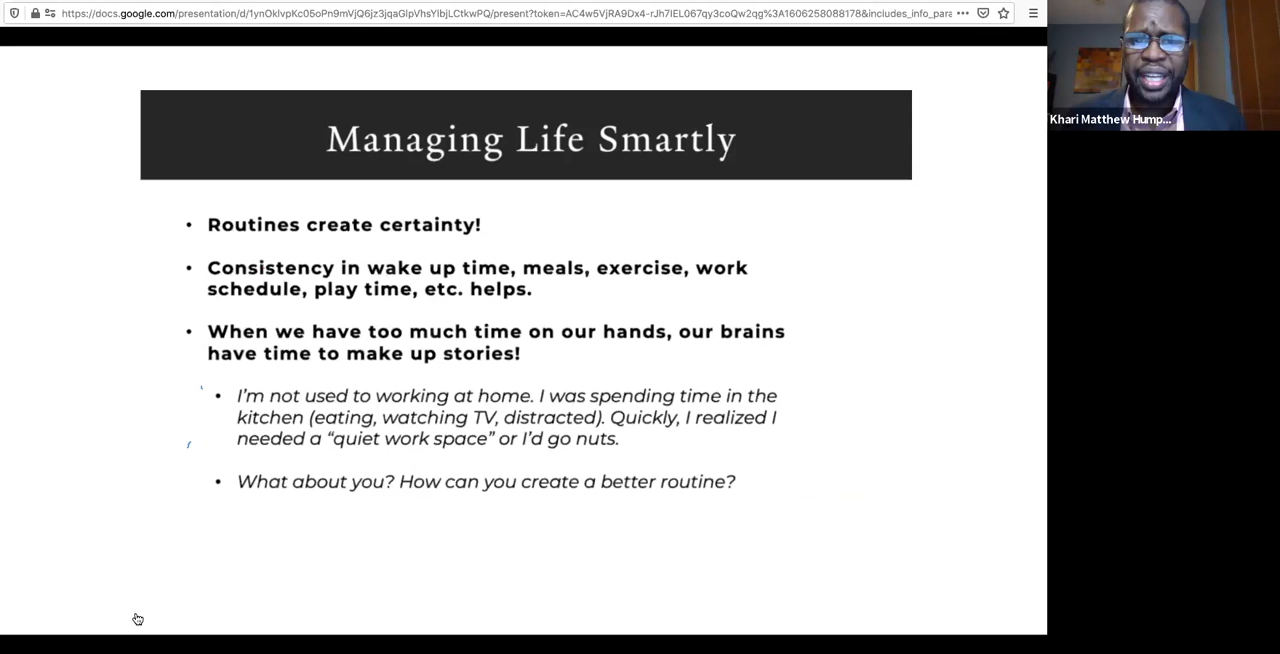 https://docs.google.com/presentation/d/1ynOklvpKc05oPn9mVjQ6jz3jqaGlpVhsYlbjLCtkwPQ/present?token=AC4w5VjRA9Dx4-rJh7IEL067qy3coQw2qg%3A1606258088178&includes_info_para
Khari Matthew Hump...
Managing Life Smartly
• Routines create certainty!
• Consistency in wake up time, meals, exercise, work
schedule, play time, etc. helps.
• When we have too much time on our hands, our brains
have time to make up stories!
• I'm not used to working at home. I was spending time in the
kitchen (eating, watching TV, distracted). Quickly, I realized I
needed a “quiet work space” or I'd go nuts.
• What about you? How can you create a better routine?